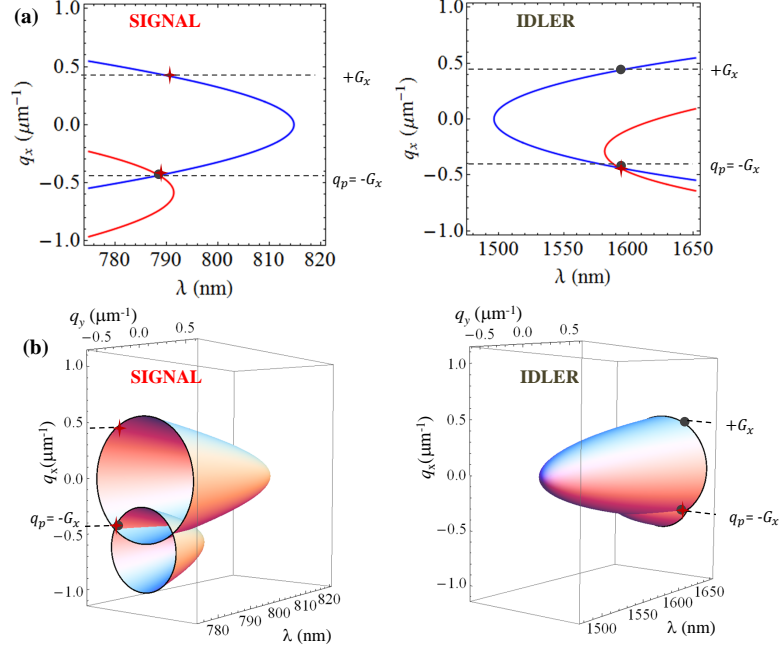 (a)
SIGNAL
IDLER
1.0
0.5
0.0
−0.5
−1.0
qx (μm⁻¹)
+Gx
qp= -Gx
780 790 800 810 820
λ (nm)
1.0
0.5
0.0
−0.5
−1.0
qx
+Gx
qp= -Gx
1500 1550 1600 1650
λ (nm)
(b)
qy (μm⁻¹)
−0.5 0.0 0.5
SIGNAL
1.0
0.5
0.0
−0.5
−1.0
qx(μm⁻¹)
qp= -Gx
780 790 800 810 820
λ (nm)
qy (μm⁻¹)
−0.5 0.0 0.5
IDLER
1.0
0.5
0.0
−0.5
−1.0
qx(μm⁻¹)
+Gx
qp= -Gx
1500 1550 1600 1650
λ (nm)